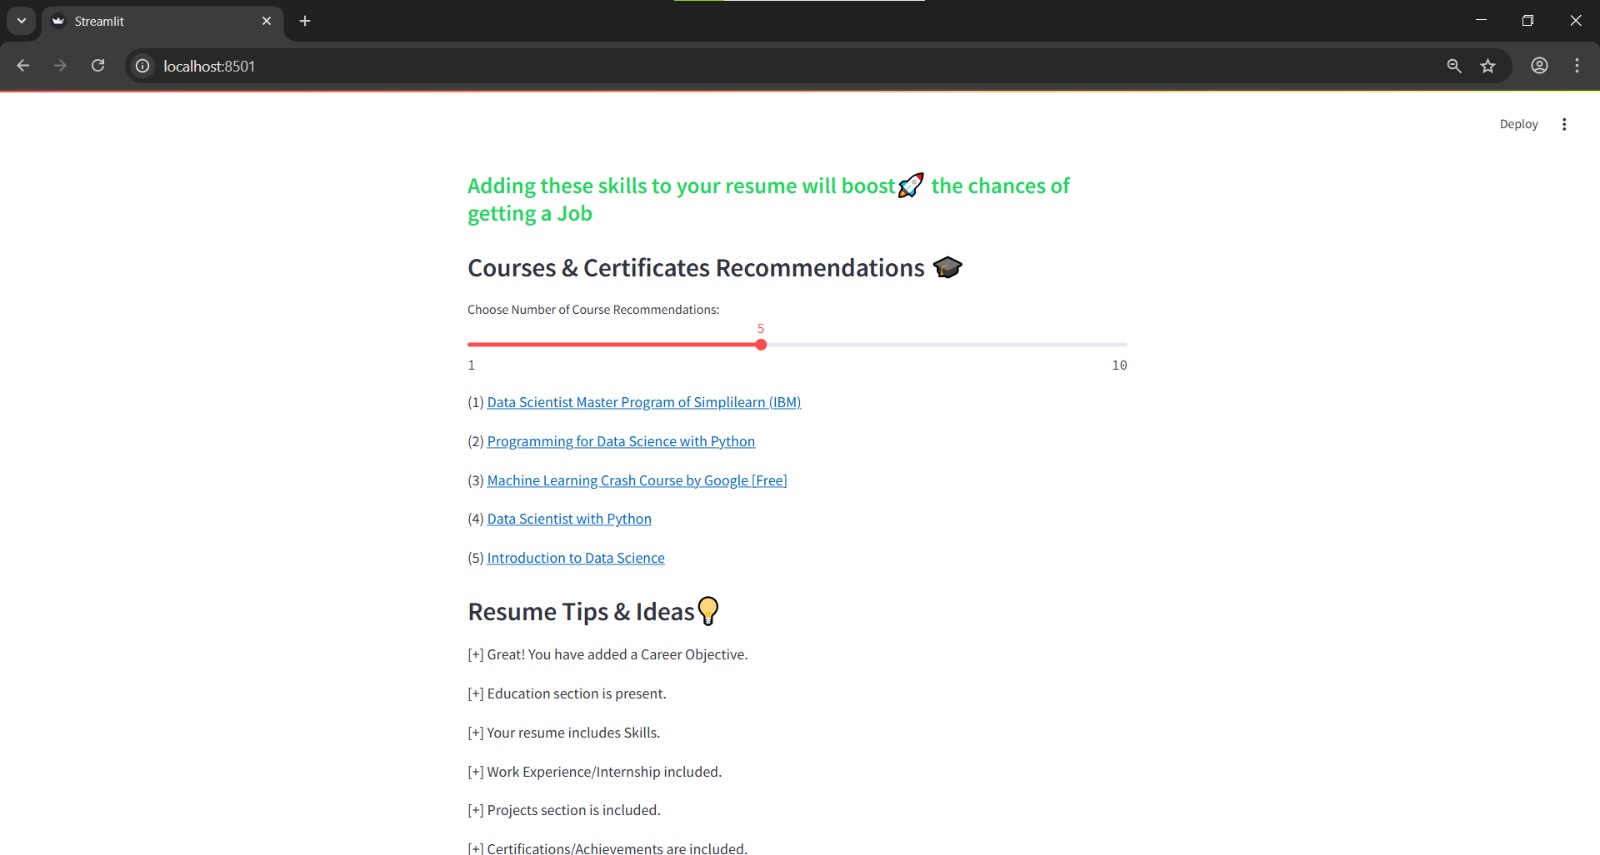 Streamlit
localhost:8501
Deploy
Adding these skills to your resume will boost🚀 the chances of
getting a Job
Courses & Certificates Recommendations 🎓
Choose Number of Course Recommendations:
5
1 10
(1) Data Scientist Master Program of Simplilearn (IBM)
(2) Programming for Data Science with Python
(3) Machine Learning Crash Course by Google [Free]
(4) Data Scientist with Python
(5) Introduction to Data Science
Resume Tips & Ideas💡
[+] Great! You have added a Career Objective.
[+] Education section is present.
[+] Your resume includes Skills.
[+] Work Experience/Internship included.
[+] Projects section is included.
[+] Certifications/Achievements are included.